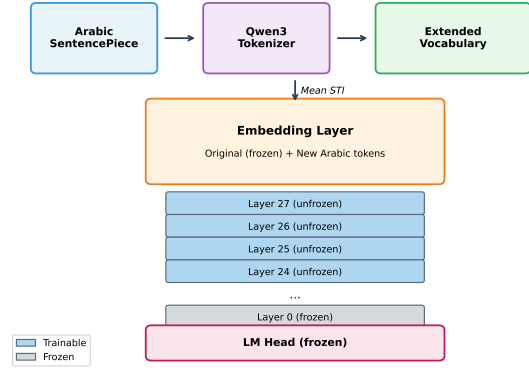 Arabic
SentencePiece
Qwen3
Tokenizer
Extended
Vocabulary
Mean STI
Embedding Layer
Original (frozen) + New Arabic tokens
Layer 27 (unfrozen)
Layer 26 (unfrozen)
Layer 25 (unfrozen)
Layer 24 (unfrozen)
...
Layer 0 (frozen)
LM Head (frozen)
Trainable
Frozen